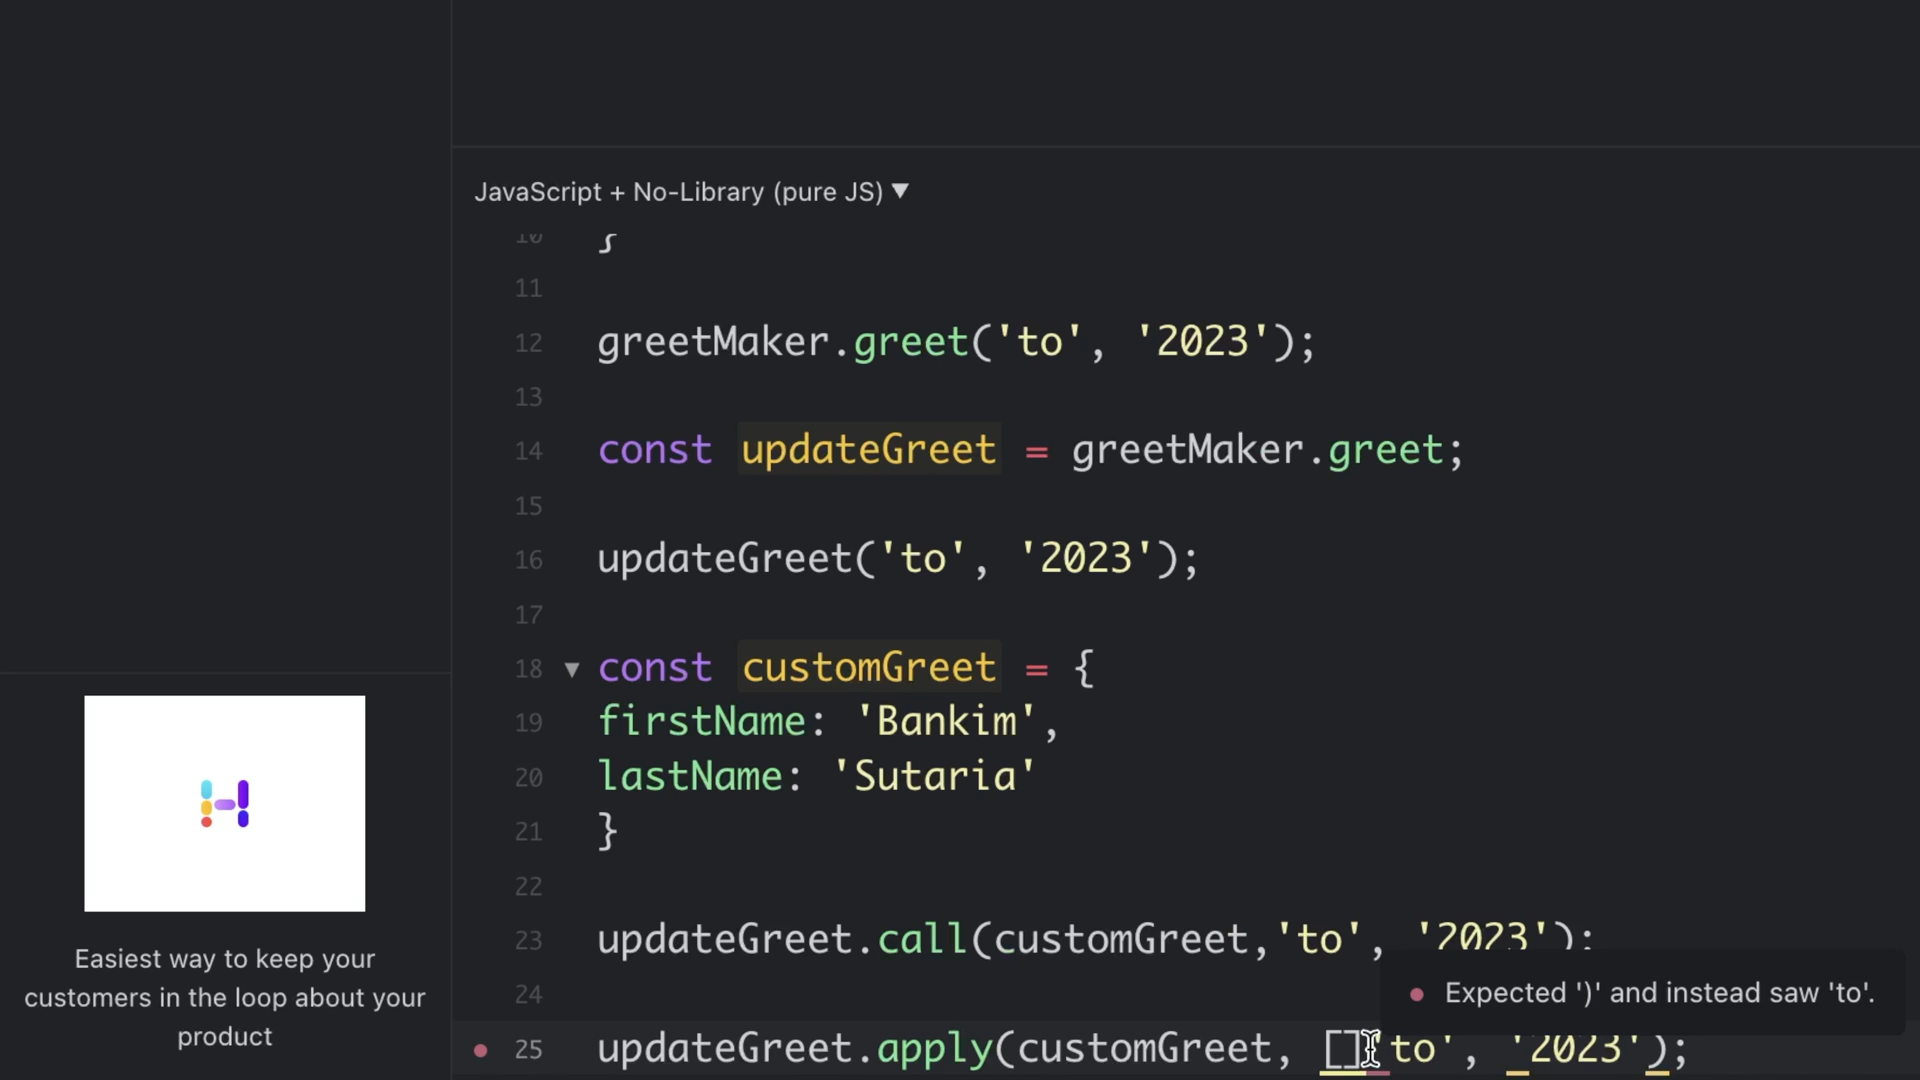 JavaScript + No-Library (pure JS) ▼
10 }
11
12 greetMaker.greet('to', '2023');
13
14 const updateGreet = greetMaker.greet;
15
16 updateGreet('to', '2023');
17
18 ▼ const customGreet = {
19 firstName: 'Bankim',
20 lastName: 'Sutaria'
21 }
22
23 updateGreet.call(customGreet,'to', '2023');
24
Expected ')' and instead saw 'to'.
25 updateGreet.apply(customGreet, []'to', '2023');
Easiest way to keep your
customers in the loop about your
product